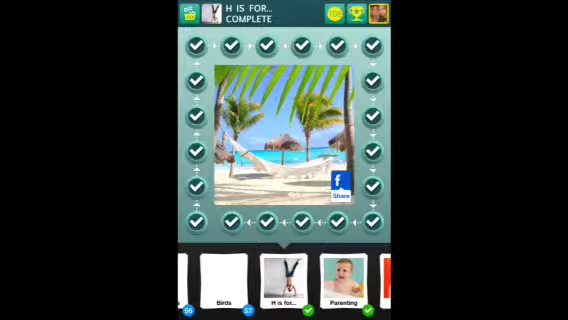 H IS FOR...
COMPLETE
f
Share
Birds
H is for...
Parenting
56
57